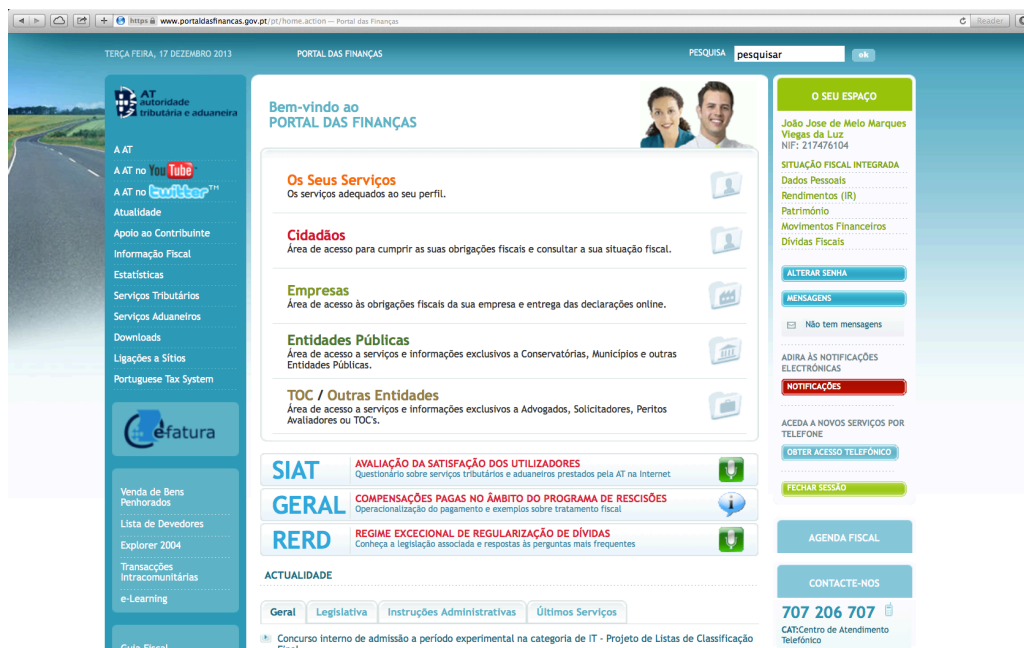 https www.portaldasfinancas.gov.pt/pt/home.action — Portal das Finanças
Reader
TERÇA FEIRA, 17 DEZEMBRO 2013
PORTAL DAS FINANÇAS
PESQUISA
pesquisar
ok
AT
autoridade
tributária e aduaneira
A AT
A AT no YouTube
A AT no twitter™
Atualidade
Apoio ao Contribuinte
Informação Fiscal
Estatísticas
Serviços Tributários
Serviços Aduaneiros
Downloads
Ligações a Sítios
Portuguese Tax System
efatura
Venda de Bens
Penhorados
Lista de Devedores
Explorer 2004
Transacções
Intracomunitárias
e-Learning
Guia Fiscal
Bem-vindo ao
PORTAL DAS FINANÇAS
Os Seus Serviços
Os serviços adequados ao seu perfil.
Cidadãos
Área de acesso para cumprir as suas obrigações fiscais e consultar a sua situação fiscal.
Empresas
Área de acesso às obrigações fiscais da sua empresa e entrega das declarações online.
Entidades Públicas
Área de acesso a serviços e informações exclusivos a Conservatórias, Municípios e outras
Entidades Públicas.
TOC / Outras Entidades
Área de acesso a serviços e informações exclusivos a Advogados, Solicitadores, Peritos
Avaliadores ou TOC's.
SIAT
AVALIAÇÃO DA SATISFAÇÃO DOS UTILIZADORES
Questionário sobre serviços tributários e aduaneiros prestados pela AT na Internet
GERAL
COMPENSAÇÕES PAGAS NO ÂMBITO DO PROGRAMA DE RESCISÕES
Operacionalização do pagamento e exemplos sobre tratamento fiscal
RERD
REGIME EXCECIONAL DE REGULARIZAÇÃO DE DÍVIDAS
Conheça a legislação associada e respostas às perguntas mais frequentes
ACTUALIDADE
Geral
Legislativa
Instruções Administrativas
Últimos Serviços
Concurso interno de admissão a período experimental na categoria de IT - Projeto de Listas de Classificação
Final
O SEU ESPAÇO
João Jose de Melo Marques
Viegas da Luz
NIF: 217476104
SITUAÇÃO FISCAL INTEGRADA
Dados Pessoais
Rendimentos (IR)
Património
Movimentos Financeiros
Dívidas Fiscais
ALTERAR SENHA
MENSAGENS
Não tem mensagens
ADIRA ÀS NOTIFICAÇÕES
ELECTRÓNICAS
NOTIFICAÇÕES
ACEDA A NOVOS SERVIÇOS POR
TELEFONE
OBTER ACESSO TELEFÓNICO
FECHAR SESSÃO
AGENDA FISCAL
CONTACTE-NOS
707 206 707
CAT:Centro de Atendimento
Telefónico